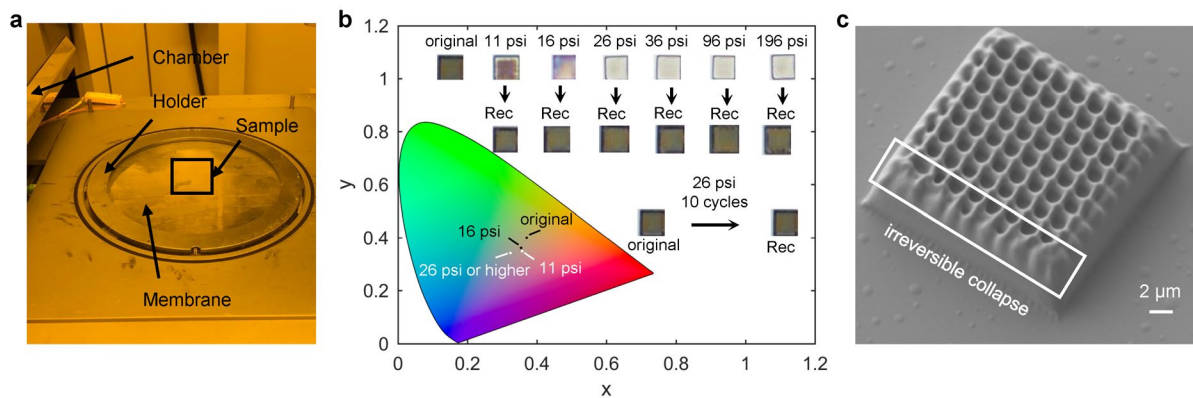 a
Chamber
Holder
Sample
Membrane
b
1.2
1
0.8
0.6
0.4
0.2
0
y
original 11 psi 16 psi 26 psi 36 psi 96 psi 196 psi
Rec Rec Rec Rec Rec Rec
26 psi
10 cycles
original
Rec
original
16 psi
26 psi or higher
11 psi
0 0.2 0.4 0.6 0.8 1 1.2
x
c
irreversible collapse
2 µm